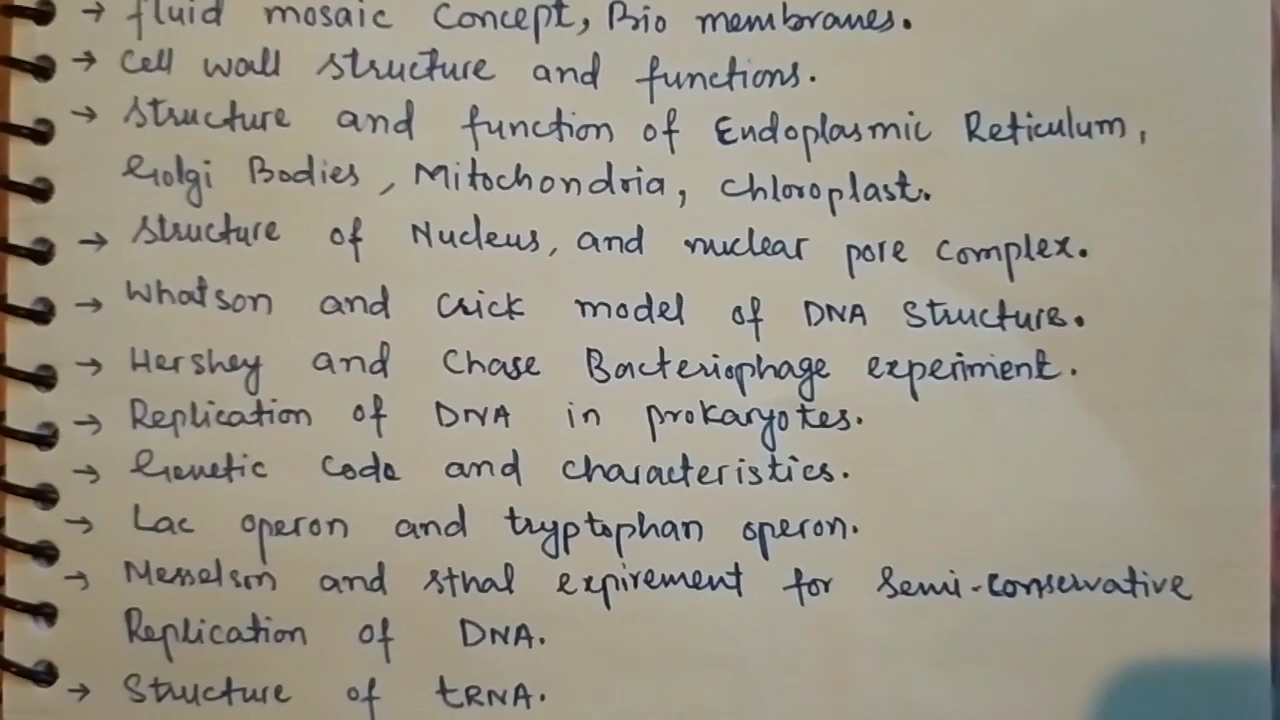 → fluid mosaic concept, Bio membranes.
→ Cell wall structure and functions.
→ structure and function of Endoplasmic Reticulum,
Golgi Bodies, Mitochondria, Chloroplast.
→ structure of Nucleus, and nuclear pore complex.
→ Whatson and Crick model of DNA Structure.
→ Hershey and Chase Bacteriophage experiment.
→ Replication of DNA in prokaryotes.
→ Genetic Code and characteristics.
→ Lac operon and tryptophan operon.
→ Messelson and sthal expirement for Semi-conservative
Replication of DNA.
→ Structure of tRNA.